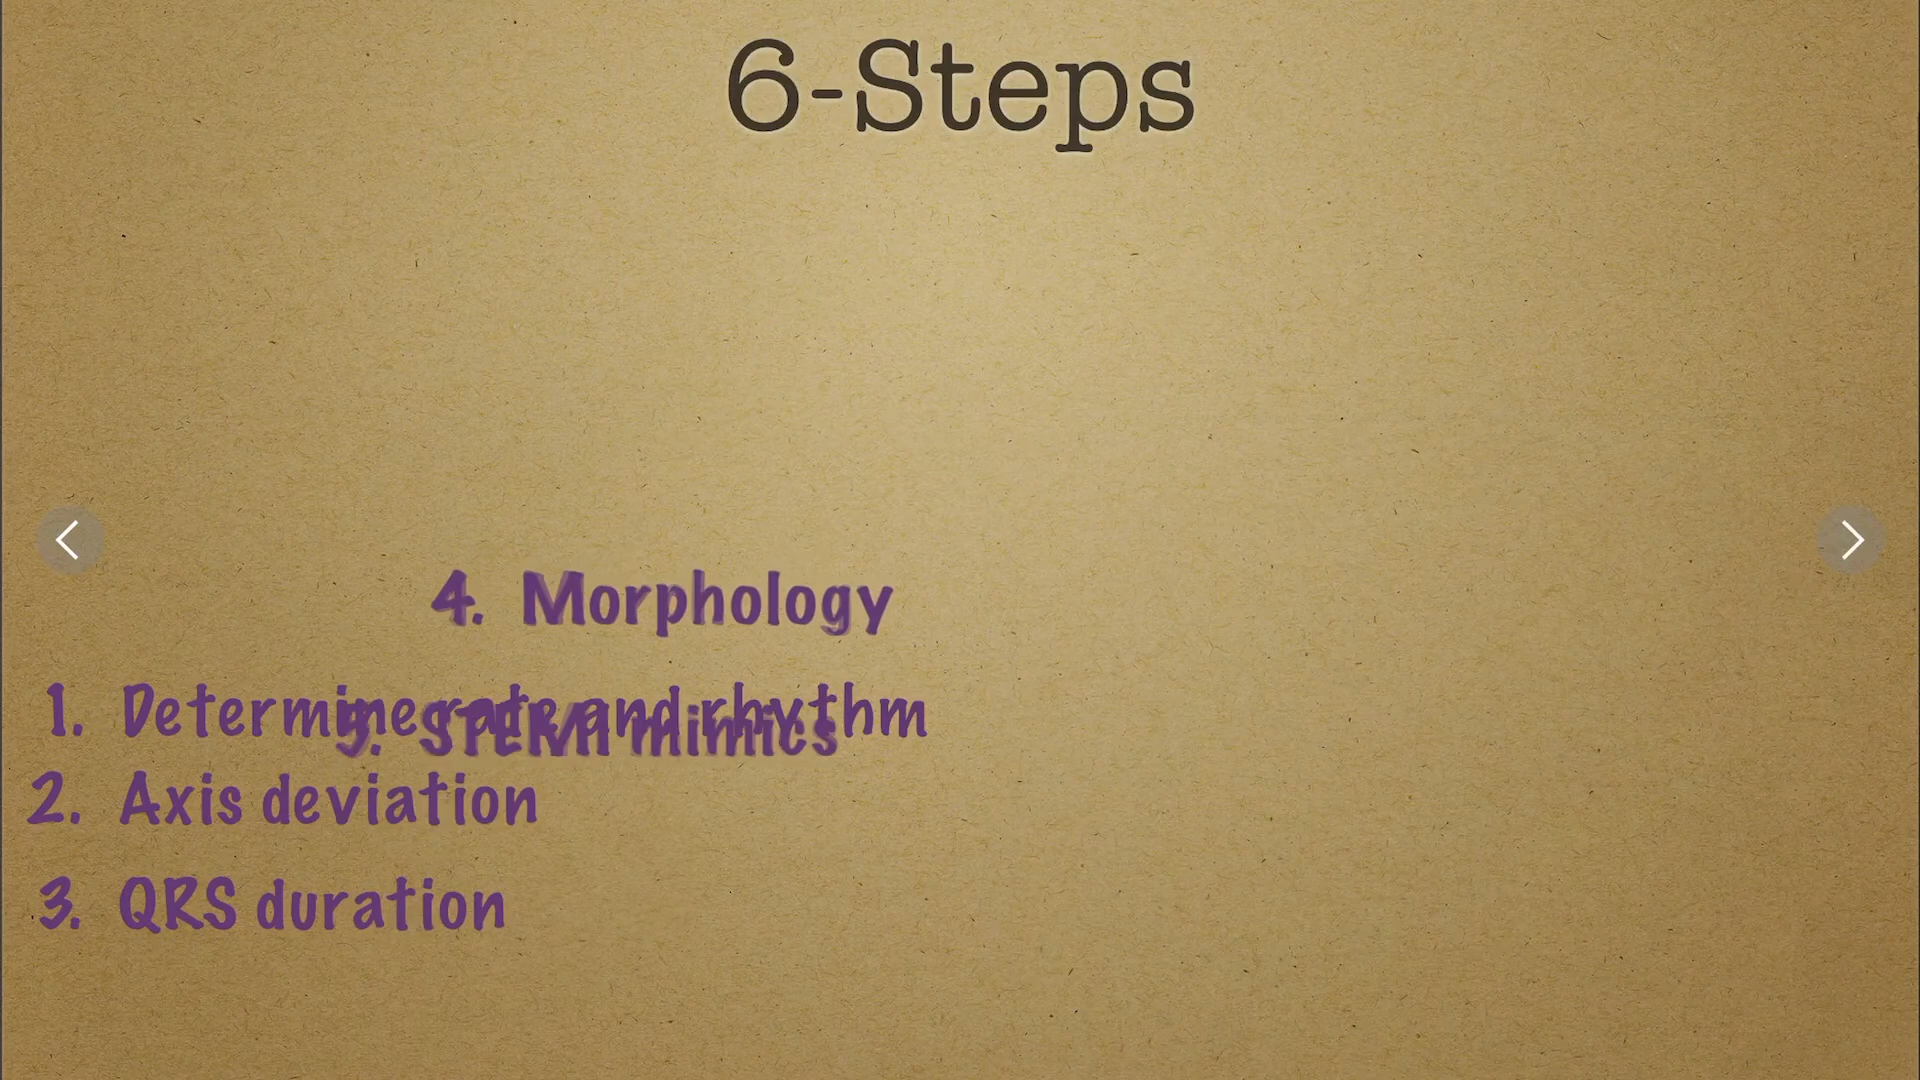 6-Steps
4. Morphology
1. Determine rate and rhythm
5. STEMI mimics
2. Axis deviation
3. QRS duration